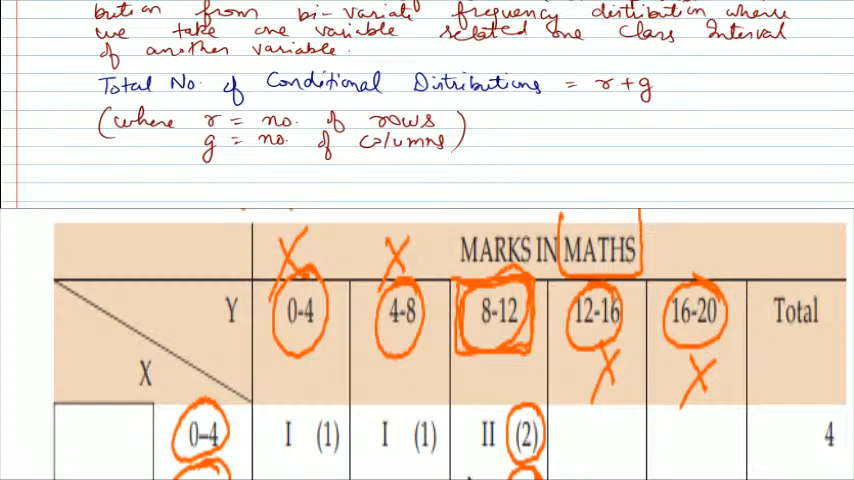 bution from bi-variate frequency distribution where
we take one variable related one Class Interval
of another variable.
Total No. of Conditional Distributions = r + g
(where r = no. of rows
g = no. of columns)
MARKS IN MATHS
Y 0-4 4-8 8-12 12-16 16-20 Total
X
0-4 I (1) I (1) II (2) 4